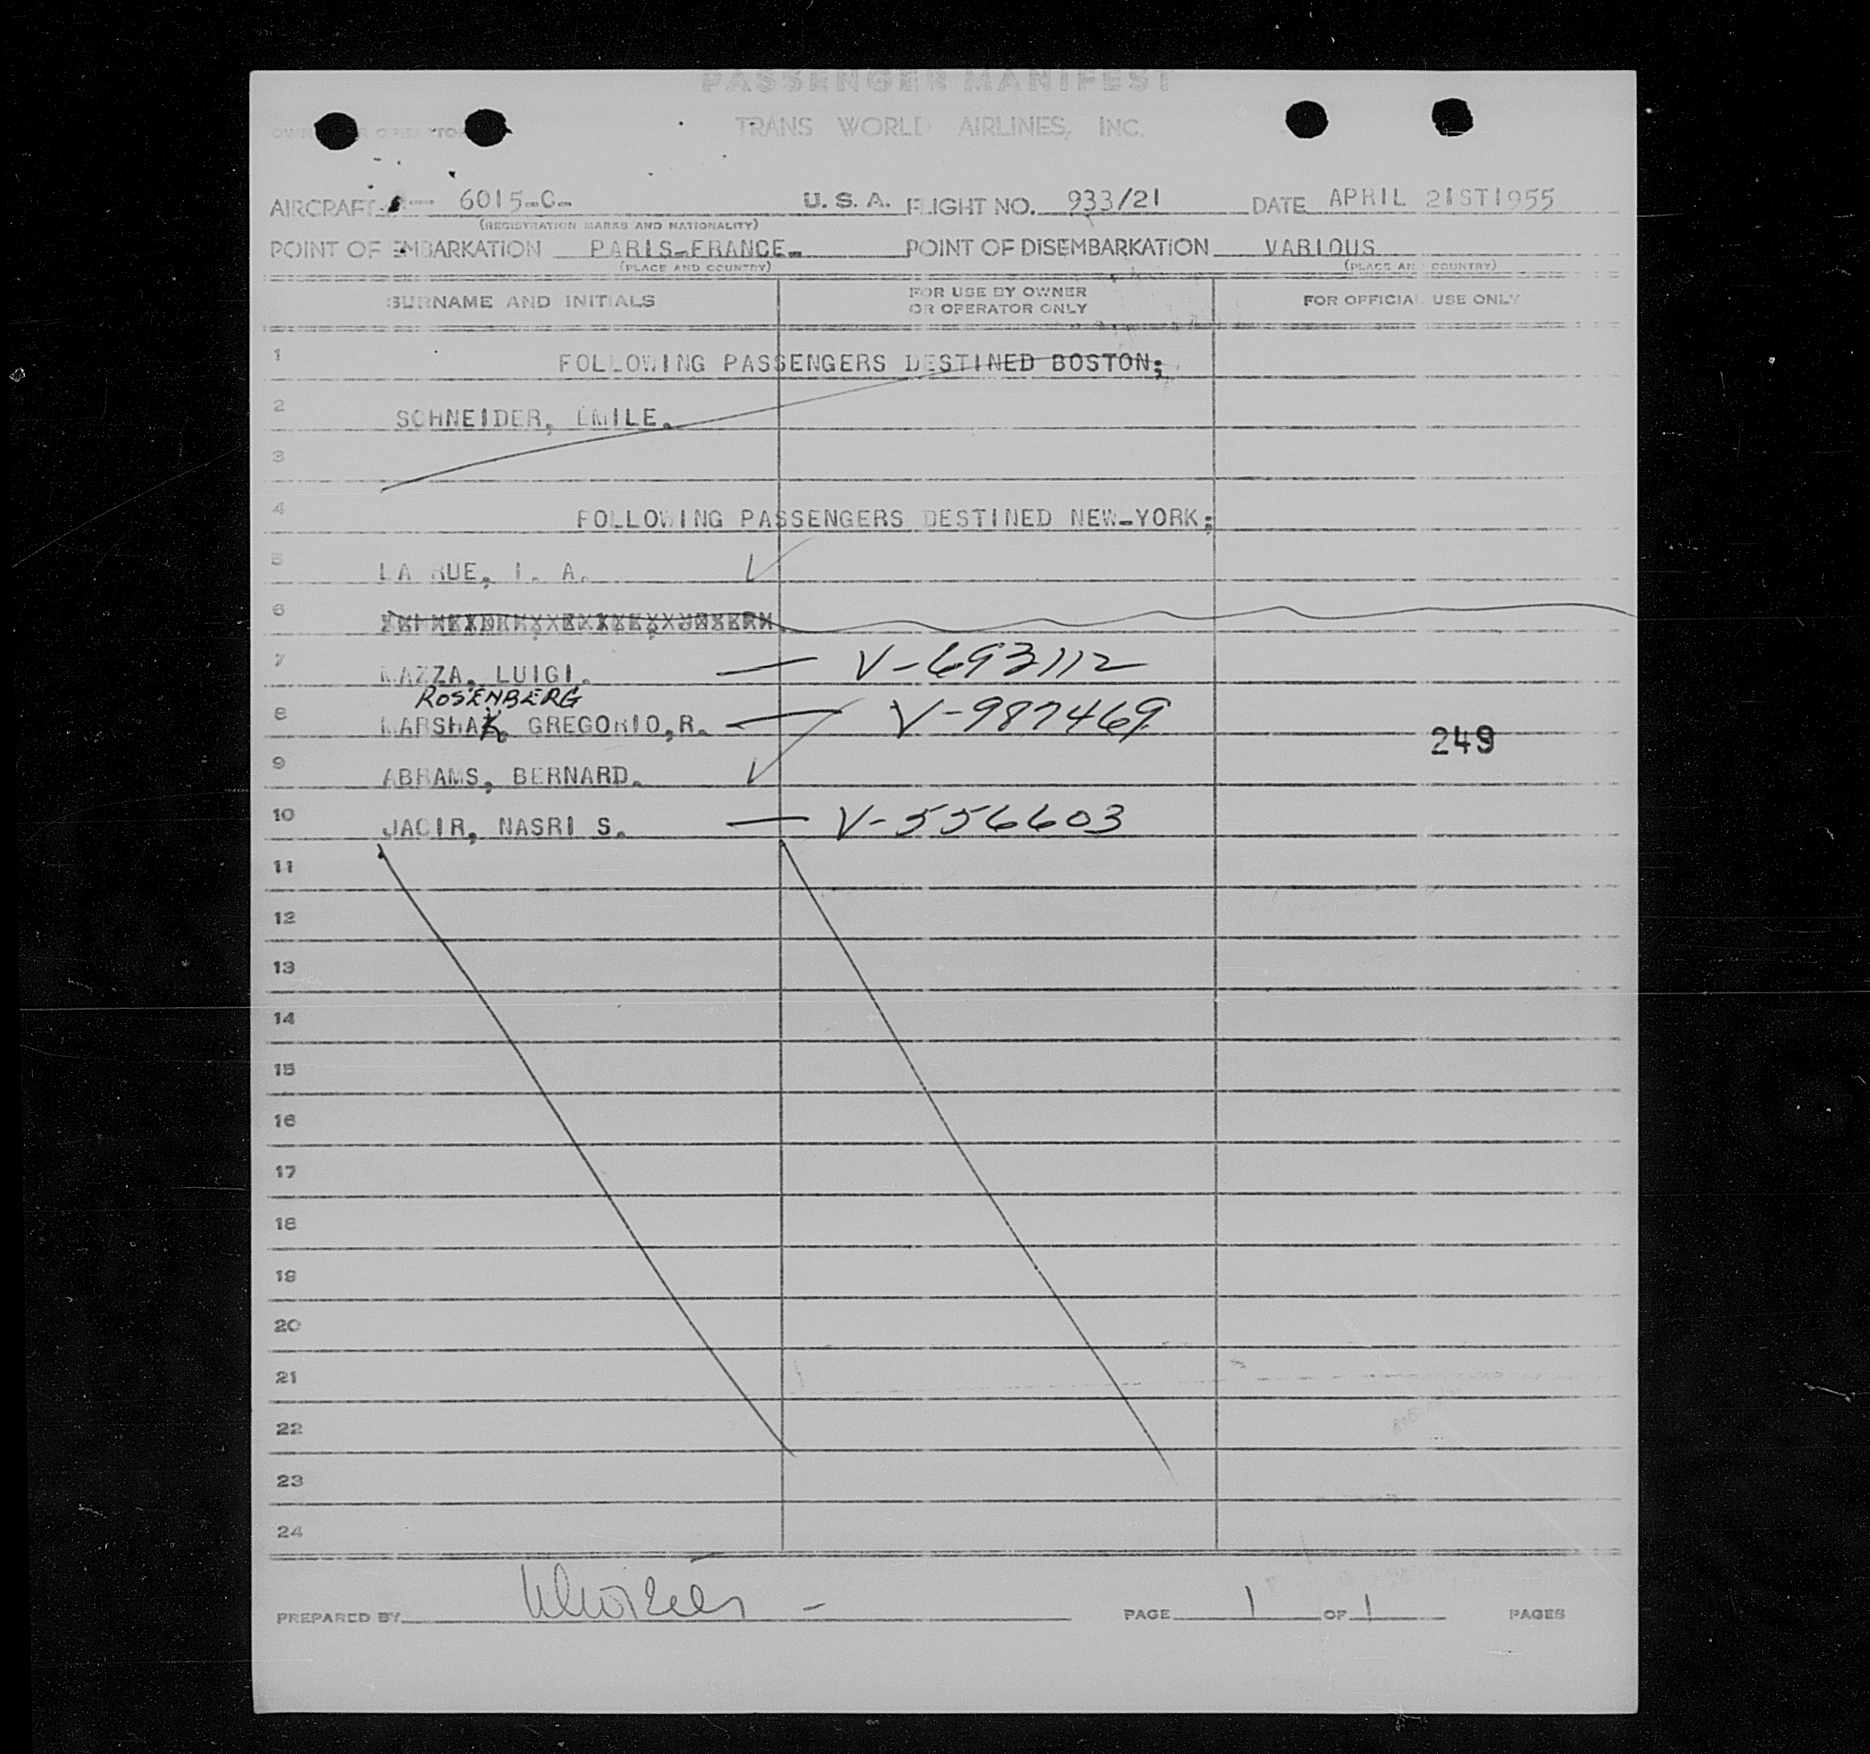 PASSENGER MANIFEST
OWNER OR OPERATOR TRANS WORLD AIRLINES, INC.
AIRCRAFT 6015-C- U. S. A. FLIGHT NO. 933/21 DATE APRIL 21ST1955
(REGISTRATION MARKS AND NATIONALITY)
POINT OF EMBARKATION PARIS-FRANCE- POINT OF DISEMBARKATION VARIOUS
(PLACE AND COUNTRY) (PLACE AND COUNTRY)
SURNAME AND INITIALS FOR USE BY OWNER OR OPERATOR ONLY FOR OFFICIAL USE ONLY
1 FOLLOWING PASSENGERS DESTINED BOSTON;
2 SCHNEIDER, EMILE.
3
4 FOLLOWING PASSENGERS DESTINED NEW-YORK;
5 LA RUE, I. A.
6
7 MAZZA, LUIGI. — V-693112
ROSENBERG
8 MARSHAK, GREGORIO,R. — V-987469
249
9 ABRAMS, BERNARD.
10 JACIR, NASRI S. — V-556603
11
12
13
14
15
16
17
18
19
20
21
22
23
24
PREPARED BY PAGE 1 OF 1 PAGES